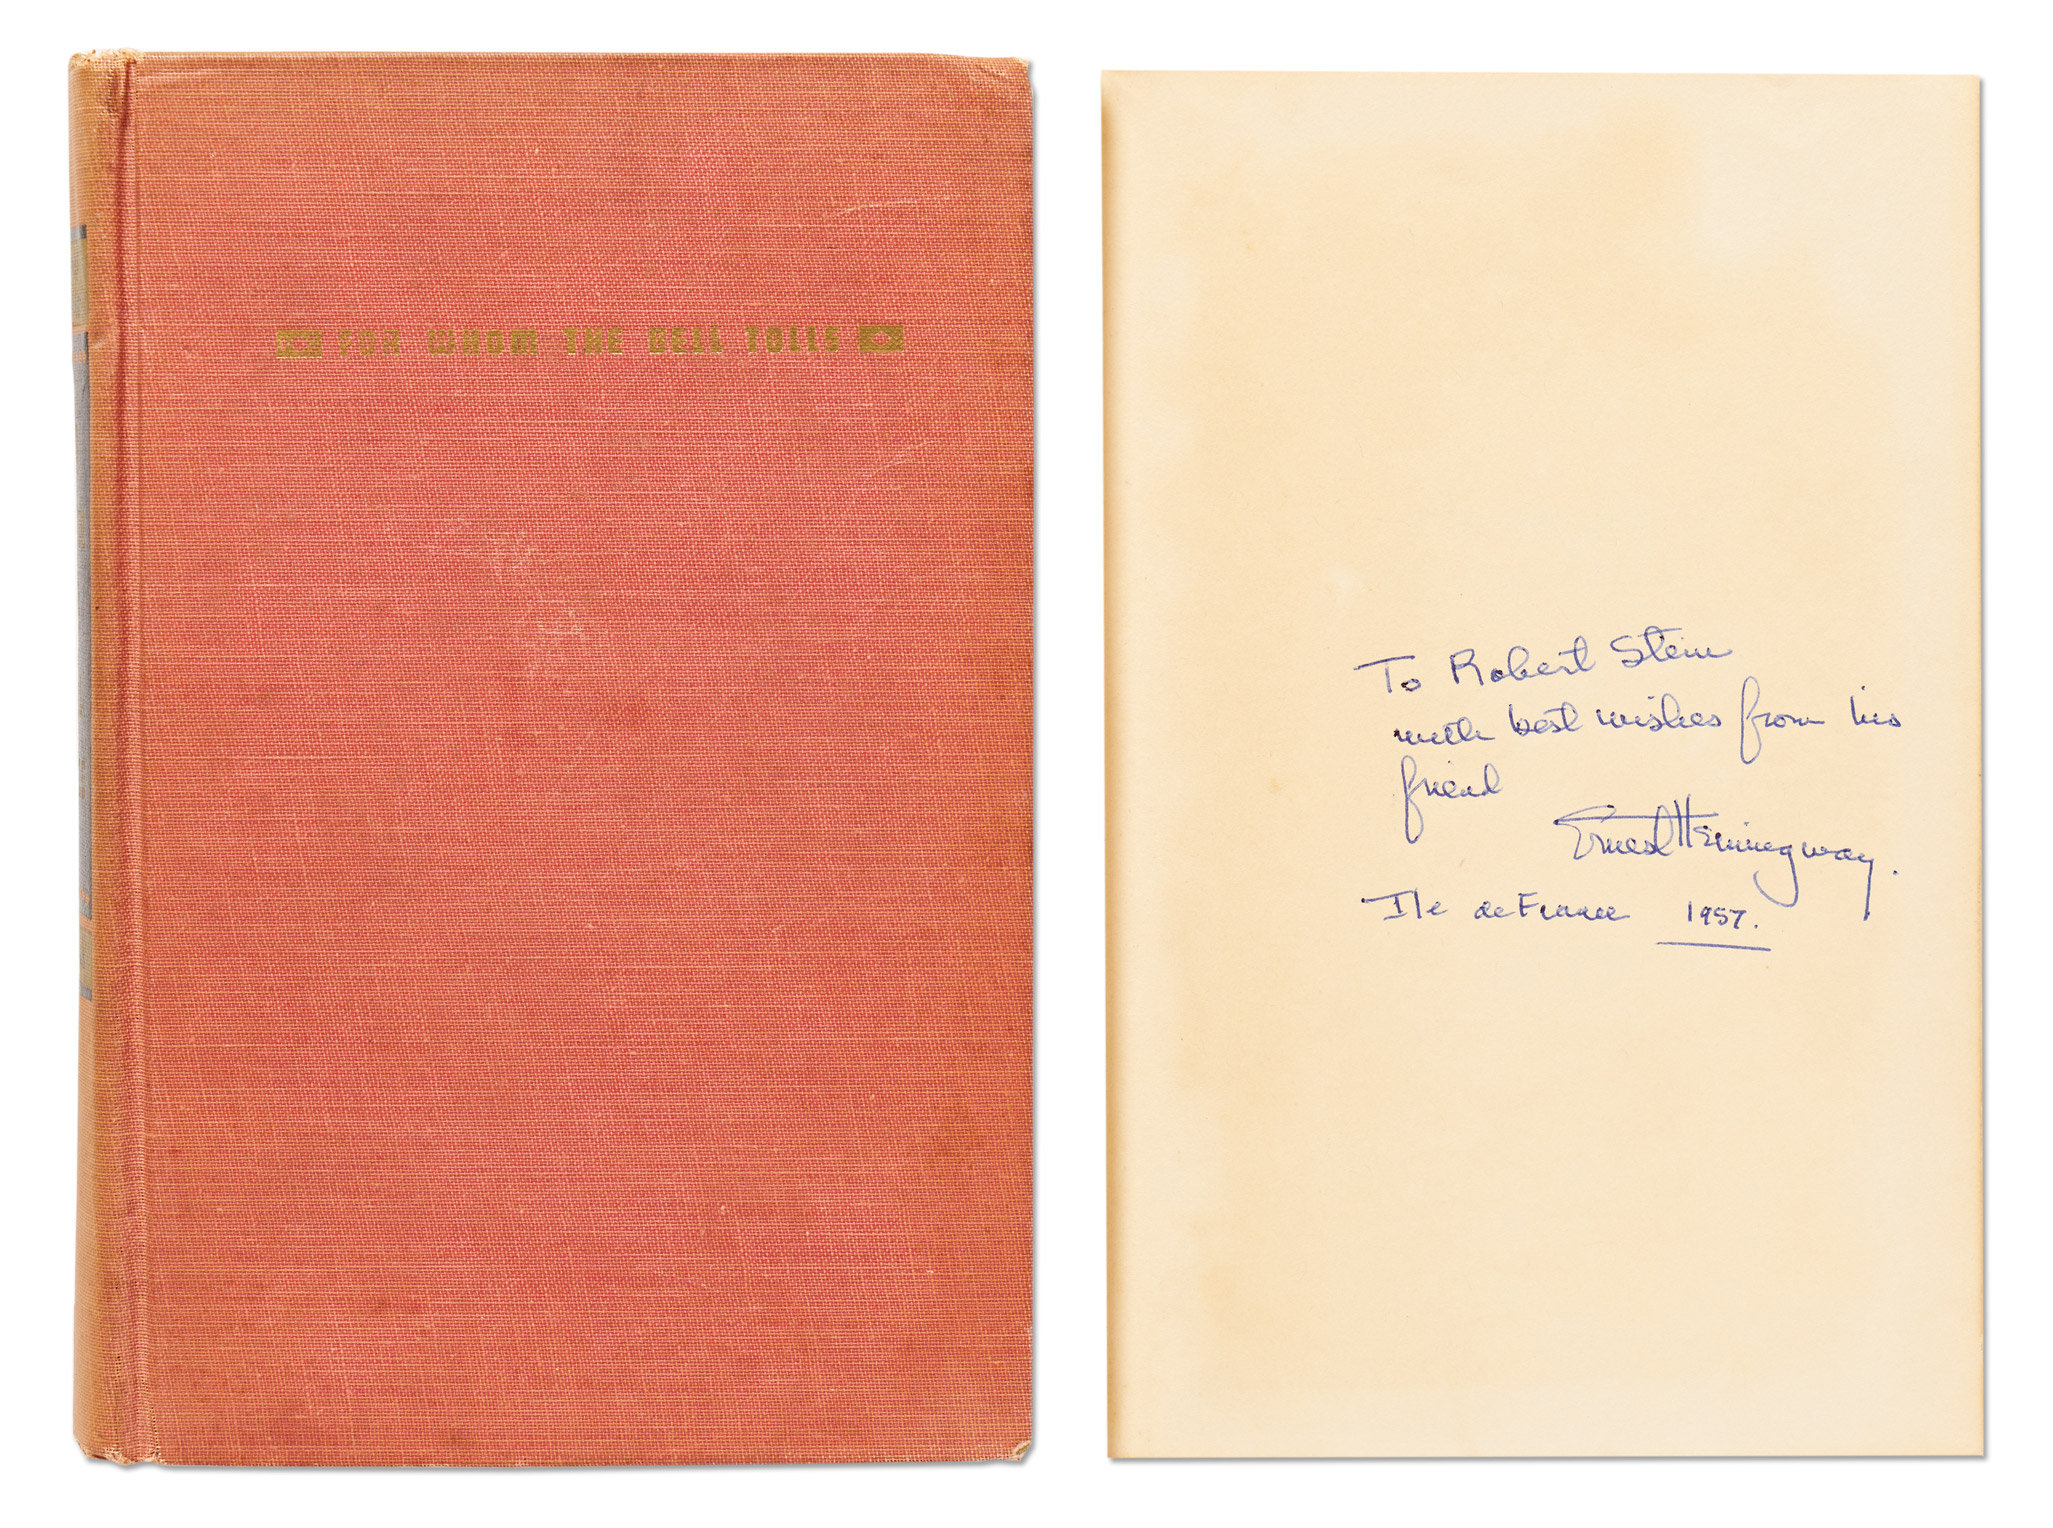 FOR WHOM THE BELL TOLLS
To Robert Stein
with best wishes from his
friend
Ernest Hemingway.
Ile de France 1957.